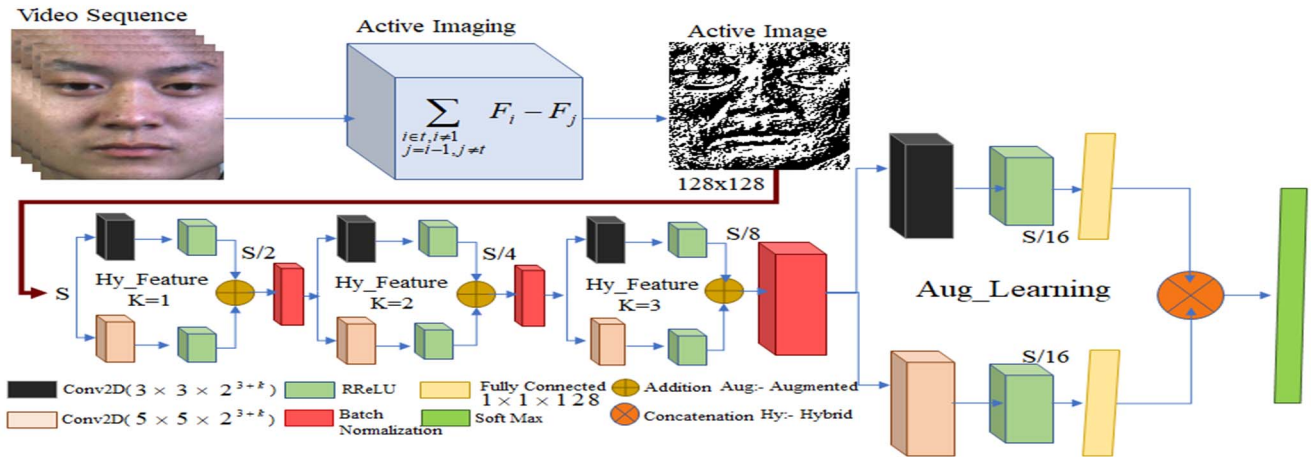 Video Sequence
Active Imaging
Active Image
∑ F_i − F_j
i∈t, i≠1
j=i−1, j≠t
128x128
S
Hy_Feature
K=1
S/2
Hy_Feature
K=2
S/4
Hy_Feature
K=3
S/8
S/16
Aug_Learning
S/16
Conv2D(3 × 3 × 2^{3+k})
RReLU
Fully Connected
1 × 1 × 128
Addition Aug:- Augmented
Conv2D(5 × 5 × 2^{3+k})
Batch
Normalization
Soft Max
Concatenation Hy:- Hybrid